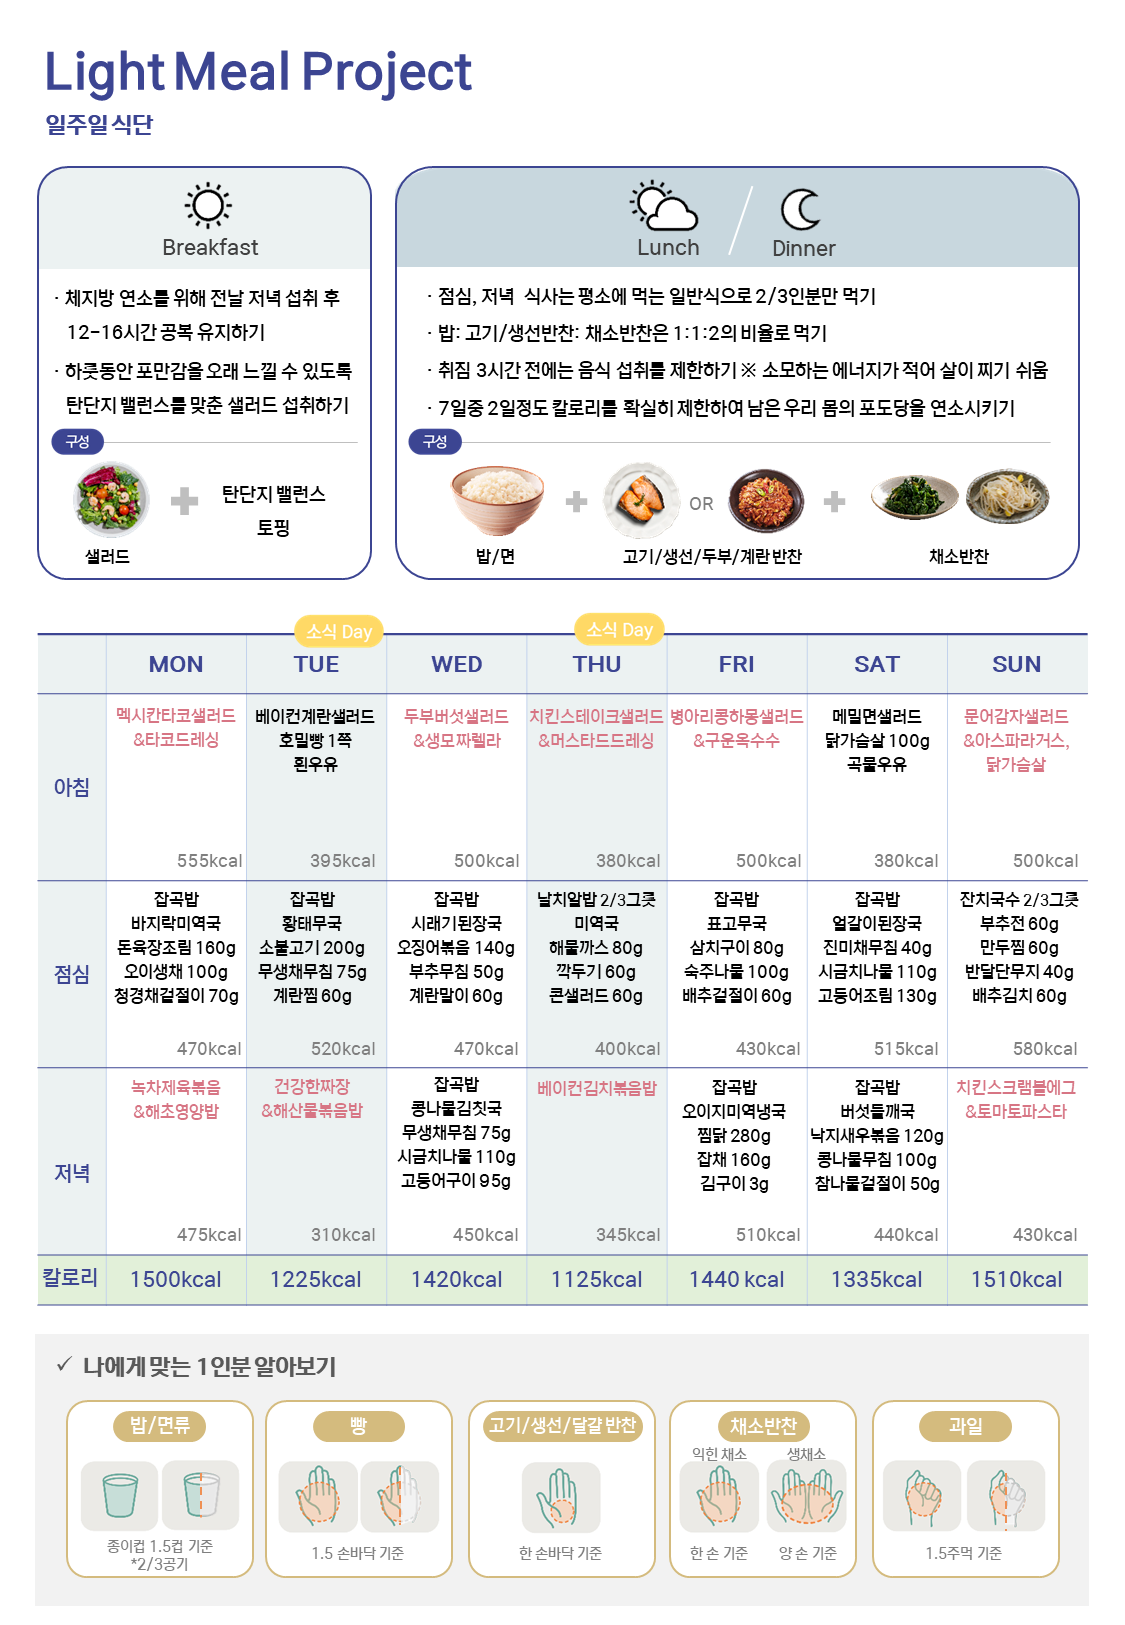 Light Meal Project
일주일 식단
Breakfast
· 체지방 연소를 위해 전날 저녁 섭취 후
12-16시간 공복 유지하기
· 하룻동안 포만감을 오래 느낄 수 있도록
탄단지 밸런스를 맞춘 샐러드 섭취하기
구성
탄단지 밸런스
토핑
샐러드
Lunch
Dinner
· 점심, 저녁 식사는 평소에 먹는 일반식으로 2/3인분만 먹기
· 밥: 고기/생선반찬: 채소반찬은 1:1:2의 비율로 먹기
· 취침 3시간 전에는 음식 섭취를 제한하기 ※ 소모하는 에너지가 적어 살이 찌기 쉬움
· 7일중 2일정도 칼로리를 확실히 제한하여 남은 우리 몸의 포도당을 연소시키기
구성
OR
밥/면
고기/생선/두부/계란 반찬
채소반찬
소식 Day
소식 Day
MON
TUE
WED
THU
FRI
SAT
SUN
아침
멕시칸타코샐러드
&타코드레싱
555kcal
베이컨계란샐러드
호밀빵 1쪽
흰우유
395kcal
두부버섯샐러드
&생모짜렐라
500kcal
치킨스테이크샐러드
&머스타드드레싱
380kcal
병아리콩하몽샐러드
&구운옥수수
500kcal
메밀면샐러드
닭가슴살 100g
곡물우유
380kcal
문어감자샐러드
&아스파라거스,
닭가슴살
500kcal
점심
잡곡밥
바지락미역국
돈육장조림 160g
오이생채 100g
청경채겉절이 70g
470kcal
잡곡밥
황태무국
소불고기 200g
무생채무침 75g
계란찜 60g
520kcal
잡곡밥
시래기된장국
오징어볶음 140g
부추무침 50g
계란말이 60g
470kcal
날치알밥 2/3그릇
미역국
해물까스 80g
깍두기 60g
콘샐러드 60g
400kcal
잡곡밥
표고무국
삼치구이 80g
숙주나물 100g
배추겉절이 60g
430kcal
잡곡밥
얼갈이된장국
진미채무침 40g
시금치나물 110g
고등어조림 130g
515kcal
잔치국수 2/3그릇
부추전 60g
만두찜 60g
반달단무지 40g
배추김치 60g
580kcal
저녁
녹차제육볶음
&해초영양밥
475kcal
건강한짜장
&해산물볶음밥
310kcal
잡곡밥
콩나물김칫국
무생채무침 75g
시금치나물 110g
고등어구이 95g
450kcal
베이컨김치볶음밥
345kcal
잡곡밥
오이지미역냉국
찜닭 280g
잡채 160g
김구이 3g
510kcal
잡곡밥
버섯들깨국
낙지새우볶음 120g
콩나물무침 100g
참나물겉절이 50g
440kcal
치킨스크램블에그
&토마토파스타
430kcal
칼로리
1500kcal
1225kcal
1420kcal
1125kcal
1440 kcal
1335kcal
1510kcal
✓ 나에게 맞는 1인분 알아보기
밥/면류
종이컵 1.5컵 기준
*2/3공기
빵
1.5 손바닥 기준
고기/생선/달걀 반찬
한 손바닥 기준
채소반찬
익힌 채소
생채소
한 손 기준
양 손 기준
과일
1.5주먹 기준